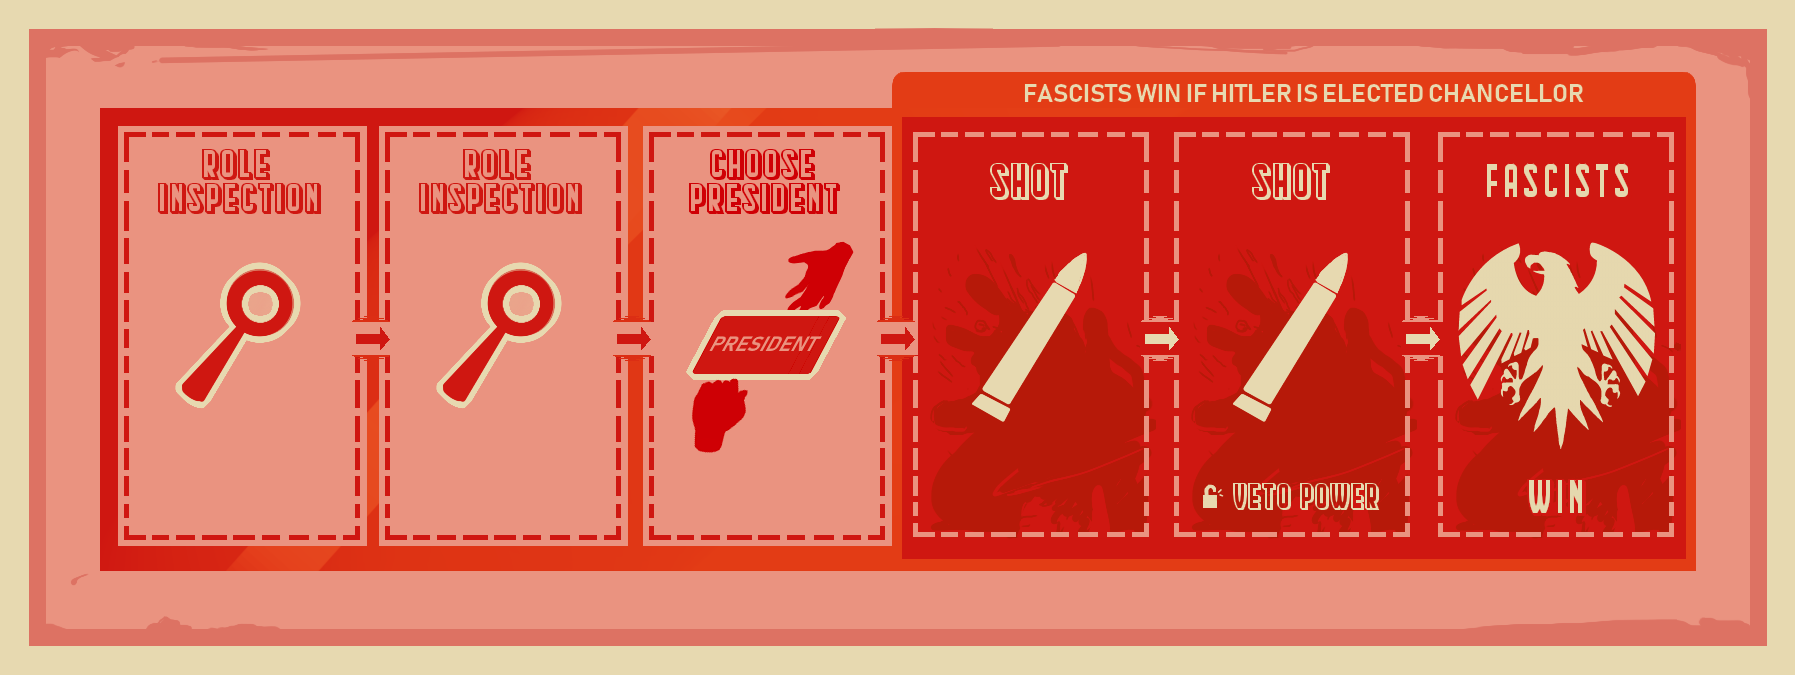 FASCISTS WIN IF HITLER IS ELECTED CHANCELLOR
ROLE
INSPECTION
ROLE
INSPECTION
CHOOSE
PRESIDENT
PRESIDENT
SHOT
SHOT
VETO POWER
FASCISTS
WIN